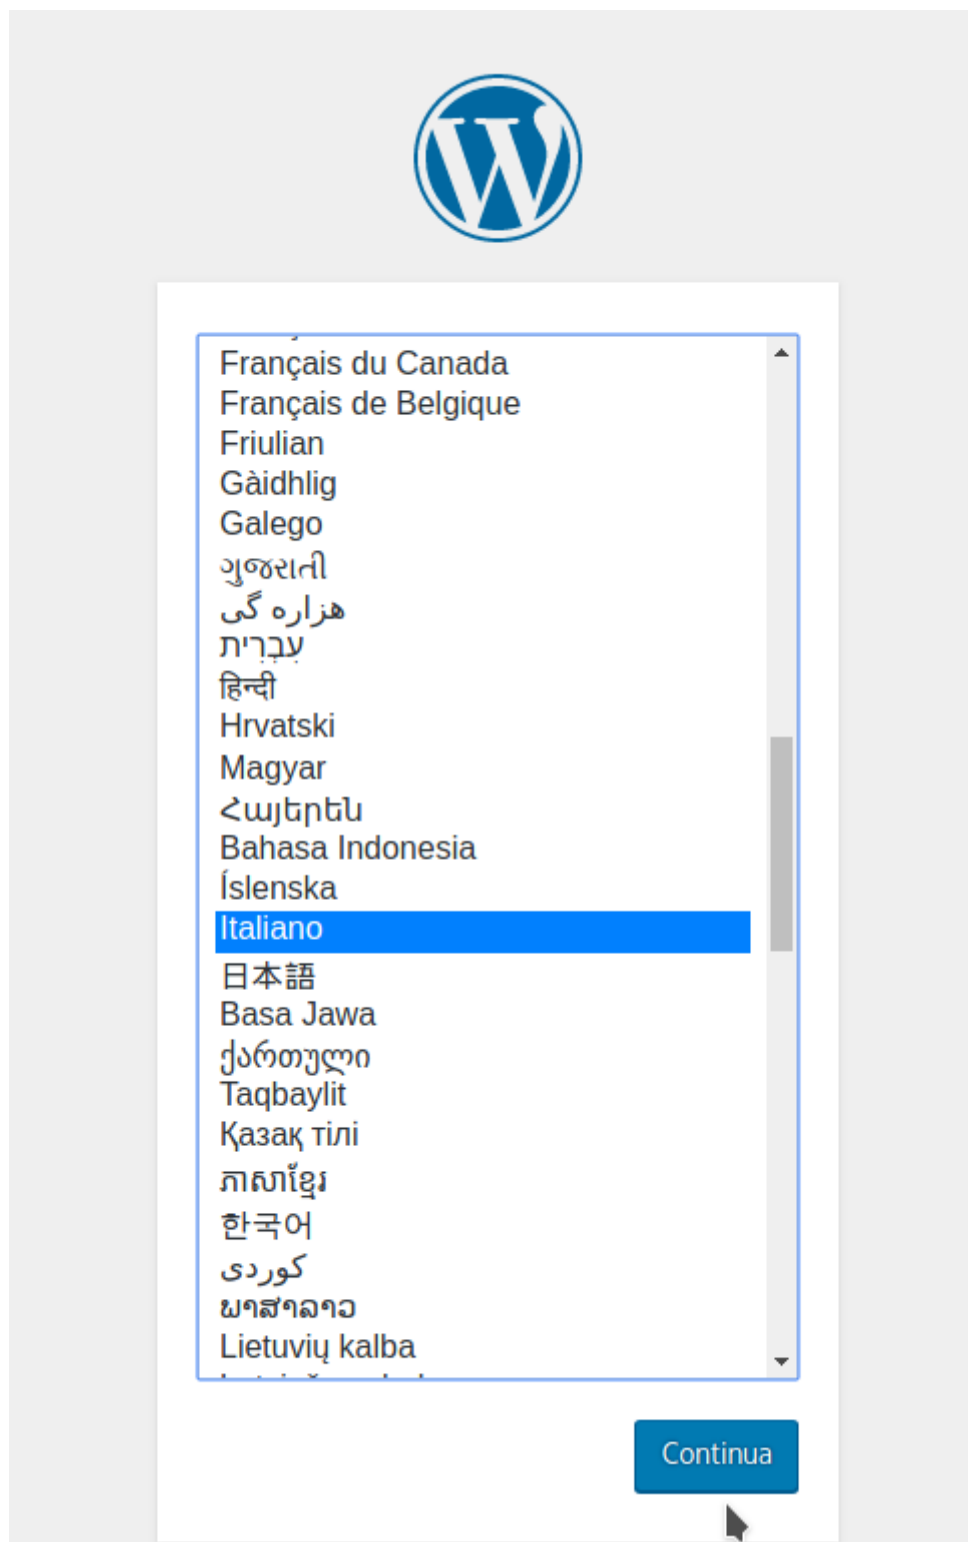 Français du Canada
Français de Belgique
Friulian
Gàidhlig
Galego
ગુજરાતી
هزاره گی
עִבְרִית
हिन्दी
Hrvatski
Magyar
Հայերեն
Bahasa Indonesia
Íslenska
Italiano
日本語
Basa Jawa
ქართული
Taqbaylit
Қазақ тілі
ភាសាខ្មែរ
한국어
كوردی
ພາສາລາວ
Lietuvių kalba
Continua